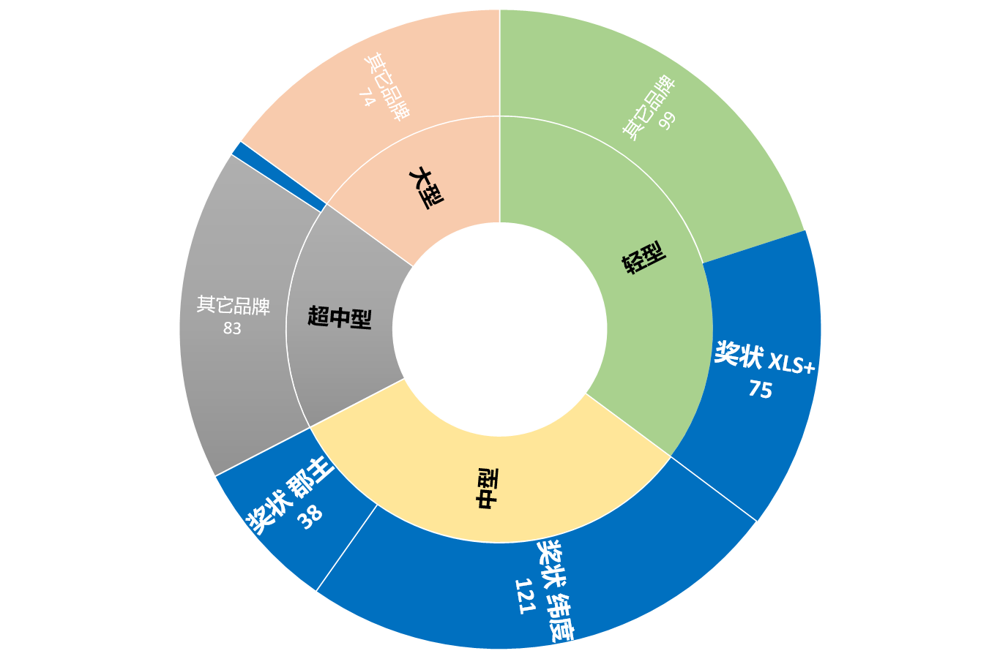 其它品牌
74
其它品牌
99
大型
轻型
其它品牌
83
超中型
奖状 XLS+
75
中型
奖状 郡主
38
奖状 纬度
121